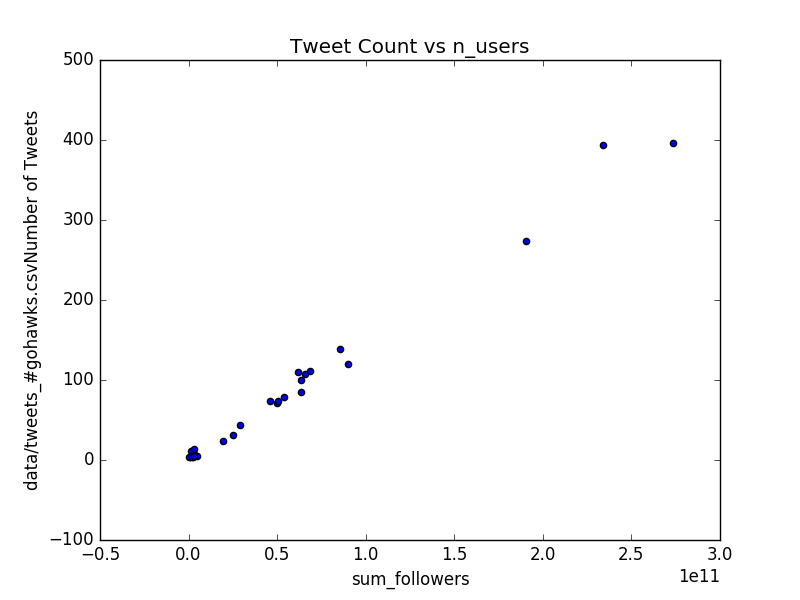 Tweet Count vs n_users
data/tweets_#gohawks.csvNumber of Tweets
500
400
300
200
100
0
−100
−0.5 0.0 0.5 1.0 1.5 2.0 2.5 3.0
1e11
sum_followers